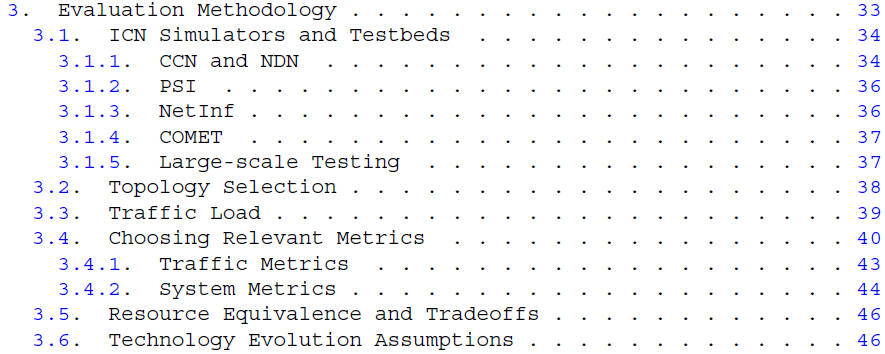 3. Evaluation Methodology . . . . . . . . . . . . . . . . . . . . 33
3.1. ICN Simulators and Testbeds . . . . . . . . . . . . . . . 34
3.1.1. CCN and NDN . . . . . . . . . . . . . . . . . . . . . 34
3.1.2. PSI . . . . . . . . . . . . . . . . . . . . . . . . . 36
3.1.3. NetInf . . . . . . . . . . . . . . . . . . . . . . . . 36
3.1.4. COMET . . . . . . . . . . . . . . . . . . . . . . . . 37
3.1.5. Large-scale Testing . . . . . . . . . . . . . . . . . 37
3.2. Topology Selection . . . . . . . . . . . . . . . . . . . . 38
3.3. Traffic Load . . . . . . . . . . . . . . . . . . . . . . . 39
3.4. Choosing Relevant Metrics . . . . . . . . . . . . . . . . 40
3.4.1. Traffic Metrics . . . . . . . . . . . . . . . . . . . 43
3.4.2. System Metrics . . . . . . . . . . . . . . . . . . . . 44
3.5. Resource Equivalence and Tradeoffs . . . . . . . . . . . . 46
3.6. Technology Evolution Assumptions . . . . . . . . . . . . . 46